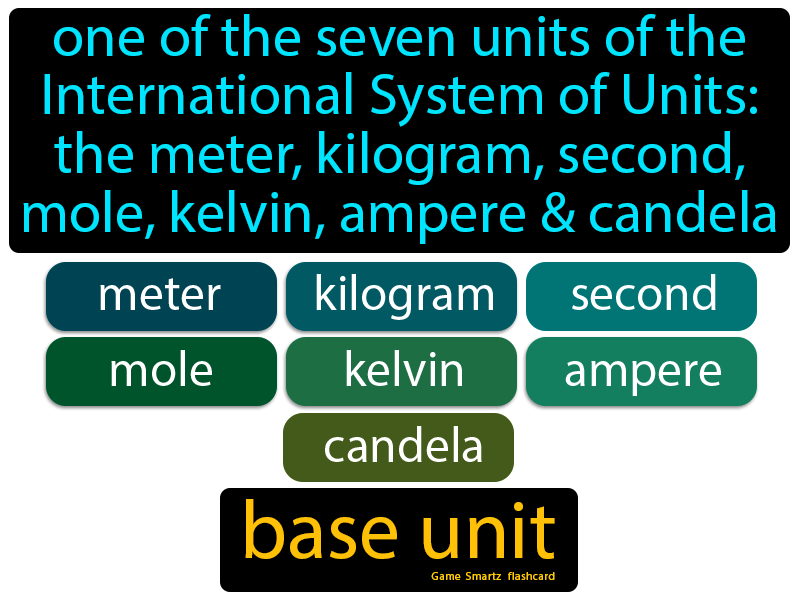 one of the seven units of the
International System of Units:
the meter, kilogram, second,
mole, kelvin, ampere & candela
meter kilogram second
mole kelvin ampere
candela
base unit
Game Smartz flashcard